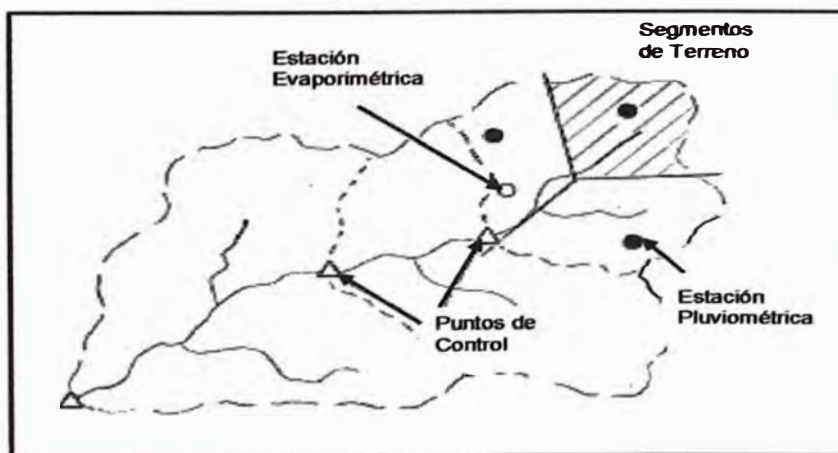 Segmentos
de Terreno
Estación
Evaporimétrica
Puntos de
Control
Estación
Pluviométrica